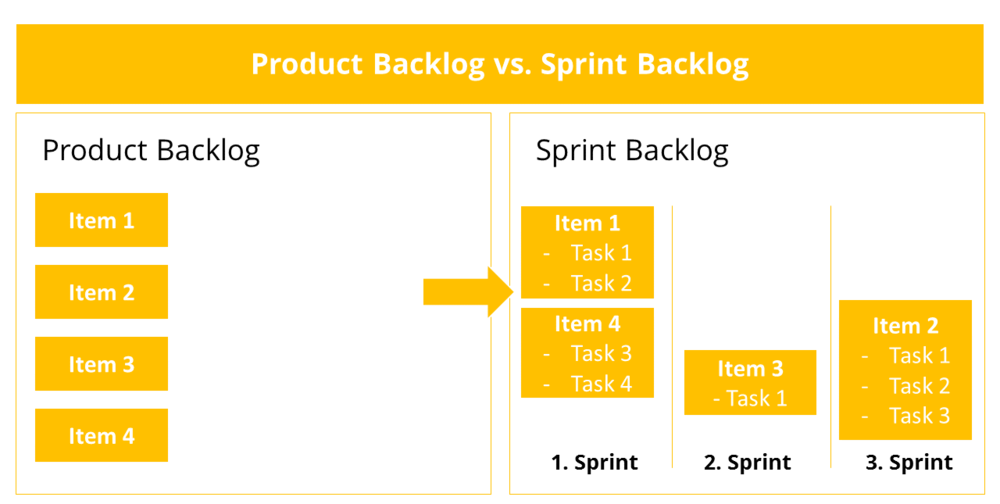 Product Backlog vs. Sprint Backlog
Product Backlog
Item 1
Item 2
Item 3
Item 4
Sprint Backlog
Item 1
- Task 1
- Task 2
Item 4
- Task 3
- Task 4
1. Sprint
Item 3
- Task 1
2. Sprint
Item 2
- Task 1
- Task 2
- Task 3
3. Sprint